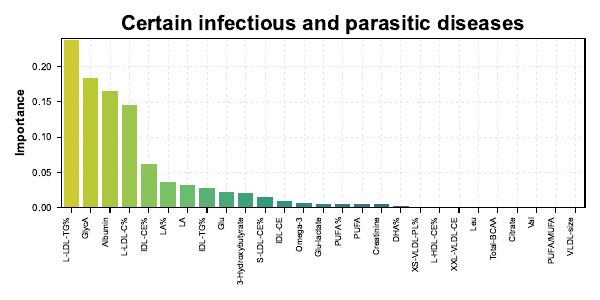 Certain infectious and parasitic diseases
Importance
0.20
0.15
0.10
0.05
0.00
L-LDL-TG%
GlycA
Albumin
L-LDL-C%
IDL-CE%
LA%
LA
IDL-TG%
Glu
3-Hydroxybutyrate
S-LDL-CE%
IDL-CE
Omega-3
Glu-lactate
PUFA%
PUFA
Creatinine
DHA%
XS-VLDL-PL%
L-HDL-CE%
XXL-VLDL-CE
Leu
Total-BCAA
Citrate
Val
PUFA/MUFA
VLDL-size